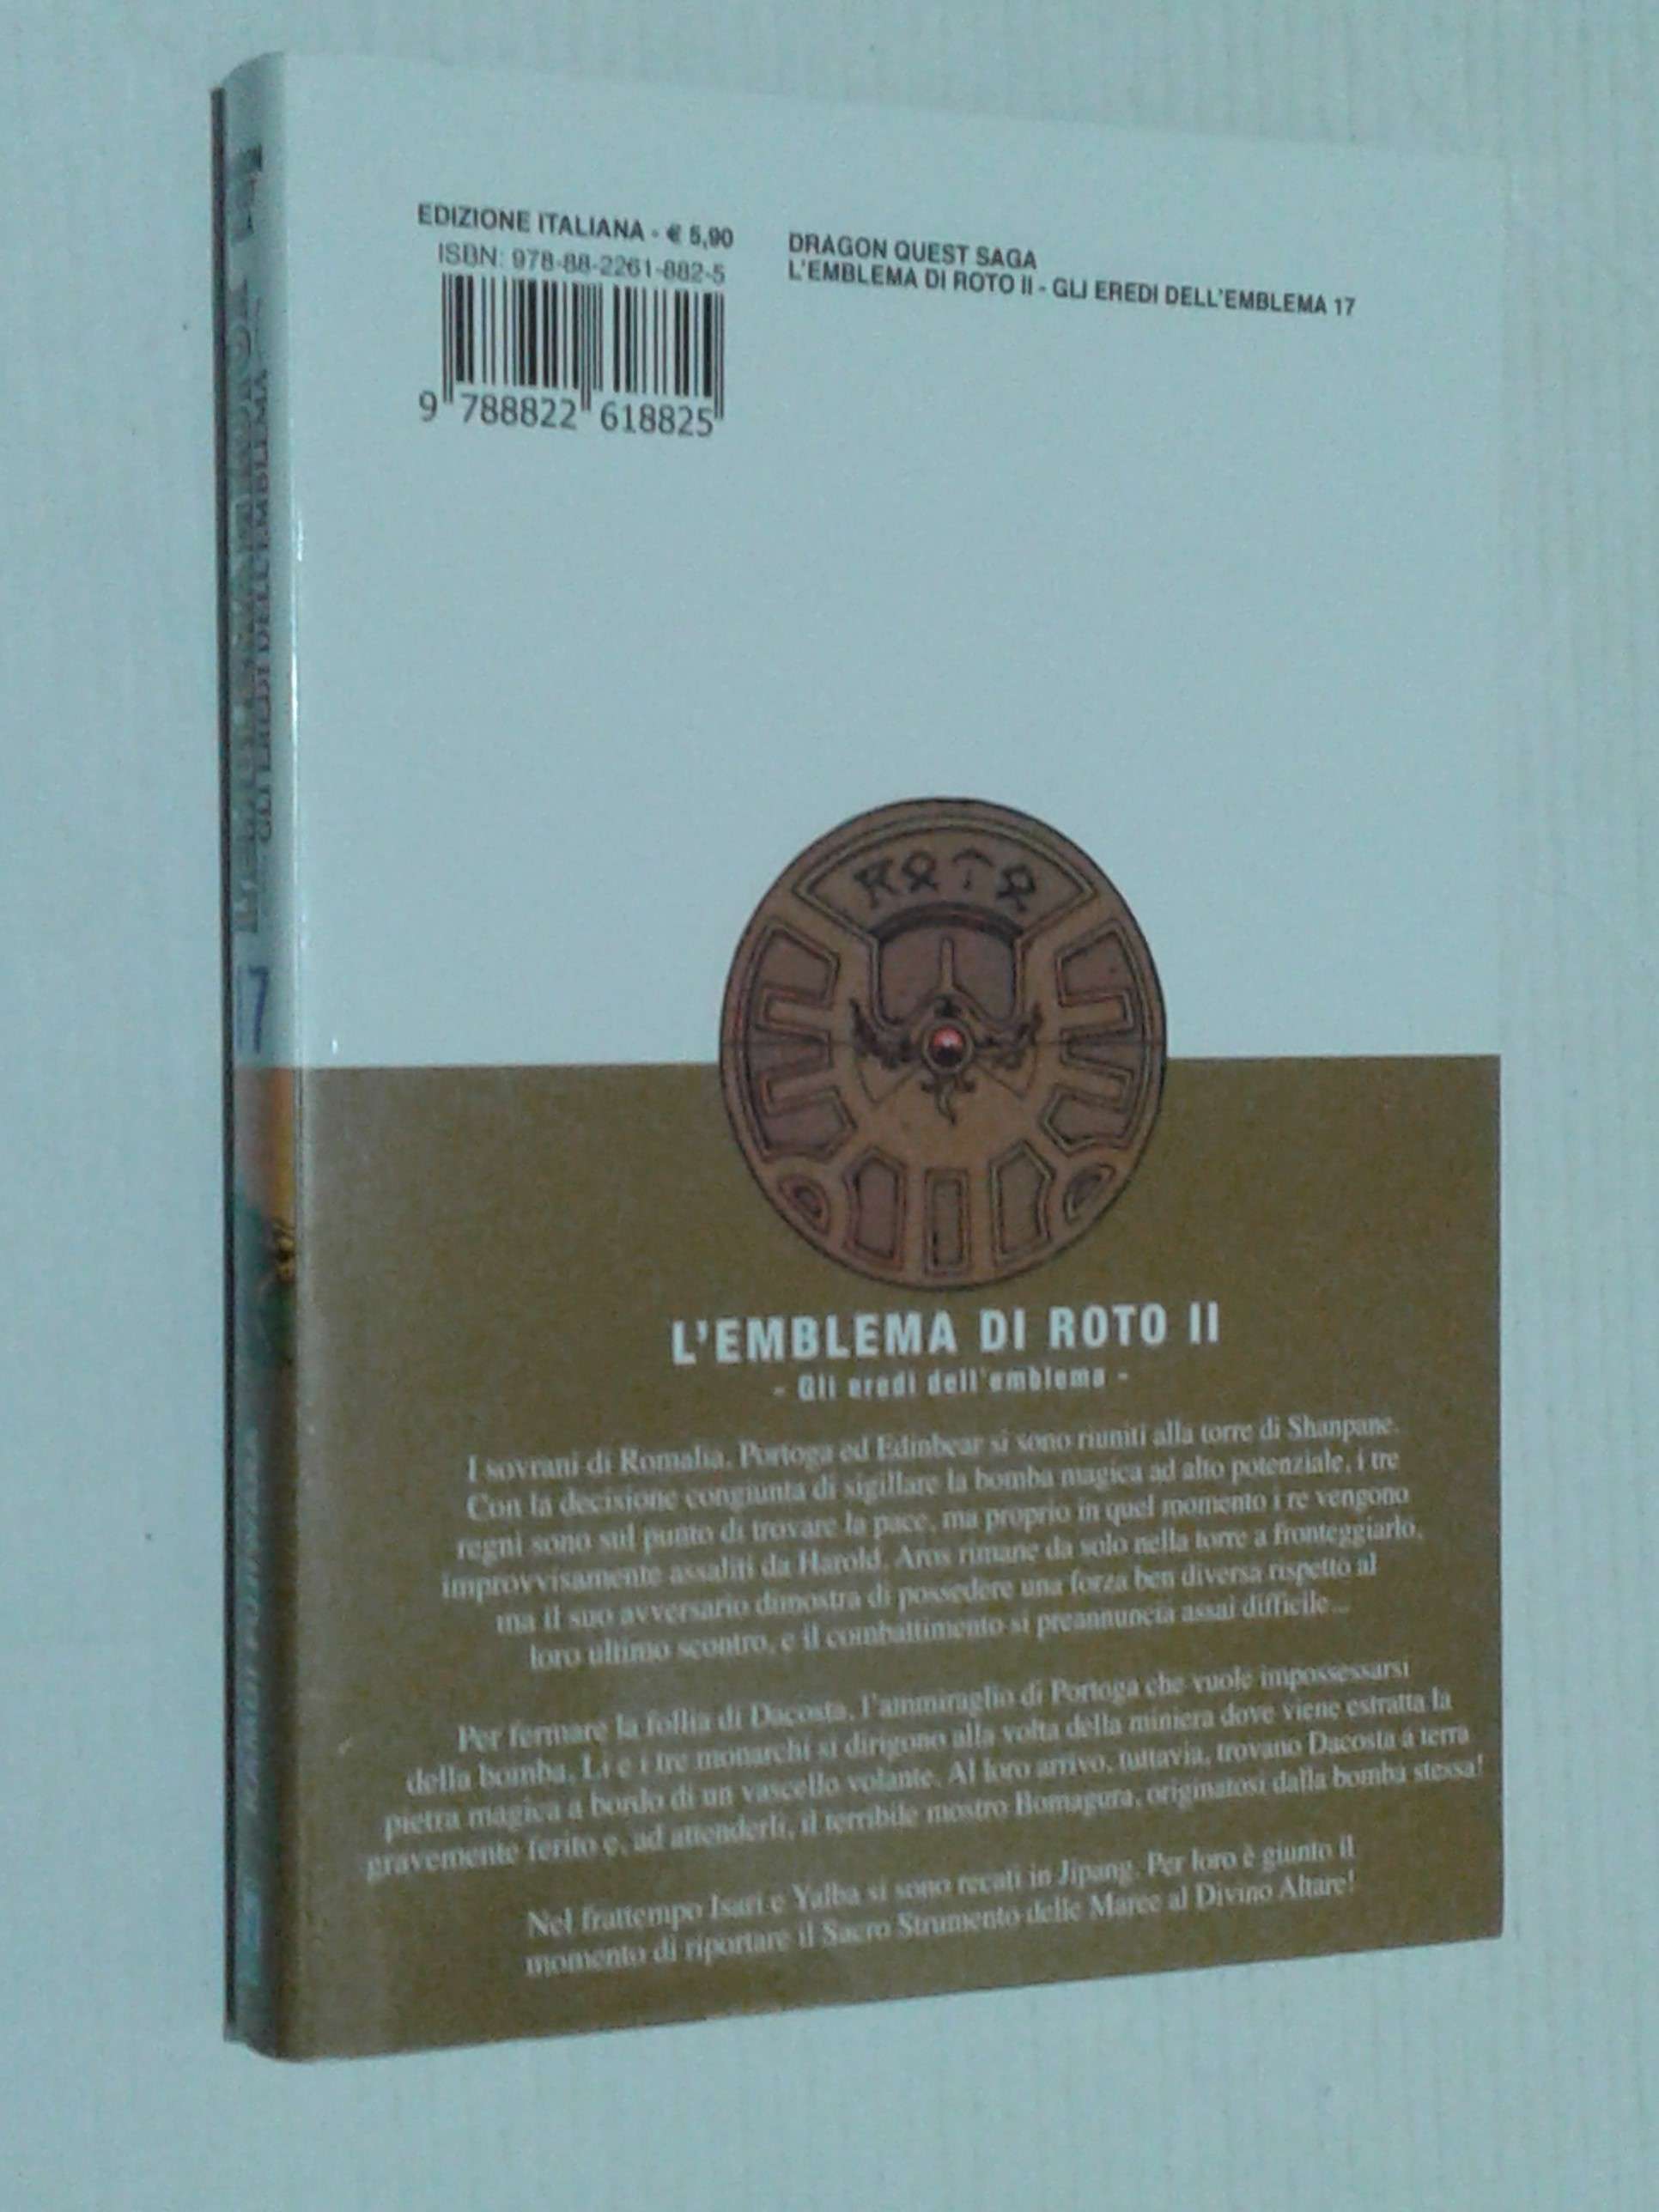 EDIZIONE ITALIANA - € 5,90
ISBN: 978-88-2261-882-5
9 788822 618825
DRAGON QUEST SAGA
L'EMBLEMA DI ROTO II - GLI EREDI DELL'EMBLEMA 17
GLI EREDI DELL'EMBLEMA
17
ROTO
L'EMBLEMA DI ROTO II
- Gli eredi dell'emblema -
I sovrani di Romalia, Portoga ed Edinbear si sono riuniti alla torre di Shanpane.
Con la decisione congiunta di sigillare la bomba magica ad alto potenziale, i tre
regni sono sul punto di trovare la pace, ma proprio in quel momento i re vengono
improvvisamente assaliti da Harold. Aros rimane da solo nella torre a fronteggiarlo,
ma il suo avversario dimostra di possedere una forza ben diversa rispetto al
loro ultimo scontro, e il combattimento si preannuncia assai difficile...
Per fermare la follia di Dacosta, l'ammiraglio di Portoga che vuole impossessarsi
della bomba, Li e i tre monarchi si dirigono alla volta della miniera dove viene estratta la
pietra magica a bordo di un vascello volante. Al loro arrivo, tuttavia, trovano Dacosta a terra
gravemente ferito e, ad attenderli, il terribile mostro Bomagura, originatosi dalla bomba stessa!
Nel frattempo Isari e Yalba si sono recati in Jipang. Per loro è giunto il
momento di riportare il Sacro Strumento delle Maree al Divino Altare!